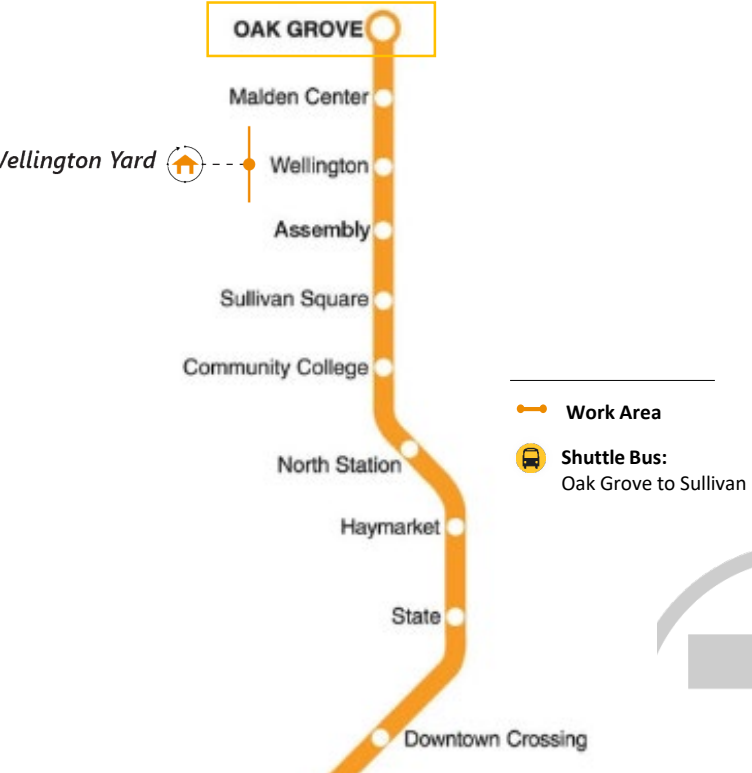 OAK GROVE
Malden Center
Vellington Yard
Wellington
Assembly
Sullivan Square
Community College
North Station
Haymarket
State
Downtown Crossing
Work Area
Shuttle Bus:
Oak Grove to Sullivan